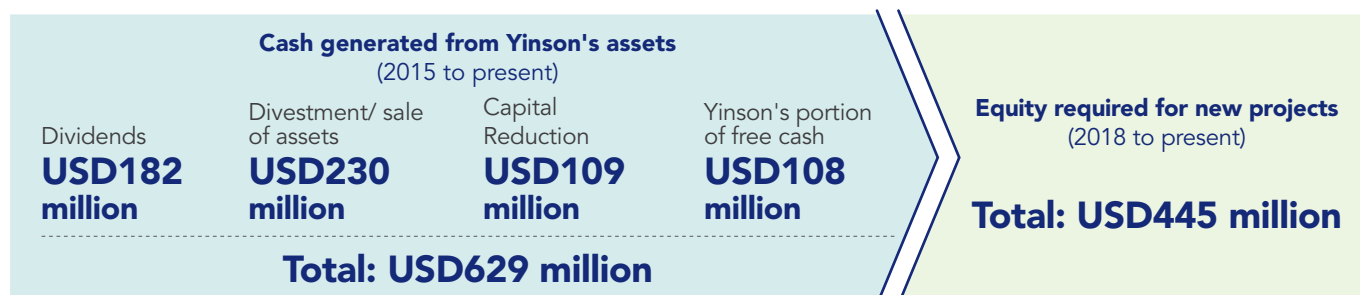 Cash generated from Yinson's assets
(2015 to present)
Dividends
USD182
million
Divestment/ sale
of assets
USD230
million
Capital
Reduction
USD109
million
Yinson's portion
of free cash
USD108
million
Total: USD629 million
Equity required for new projects
(2018 to present)
Total: USD445 million